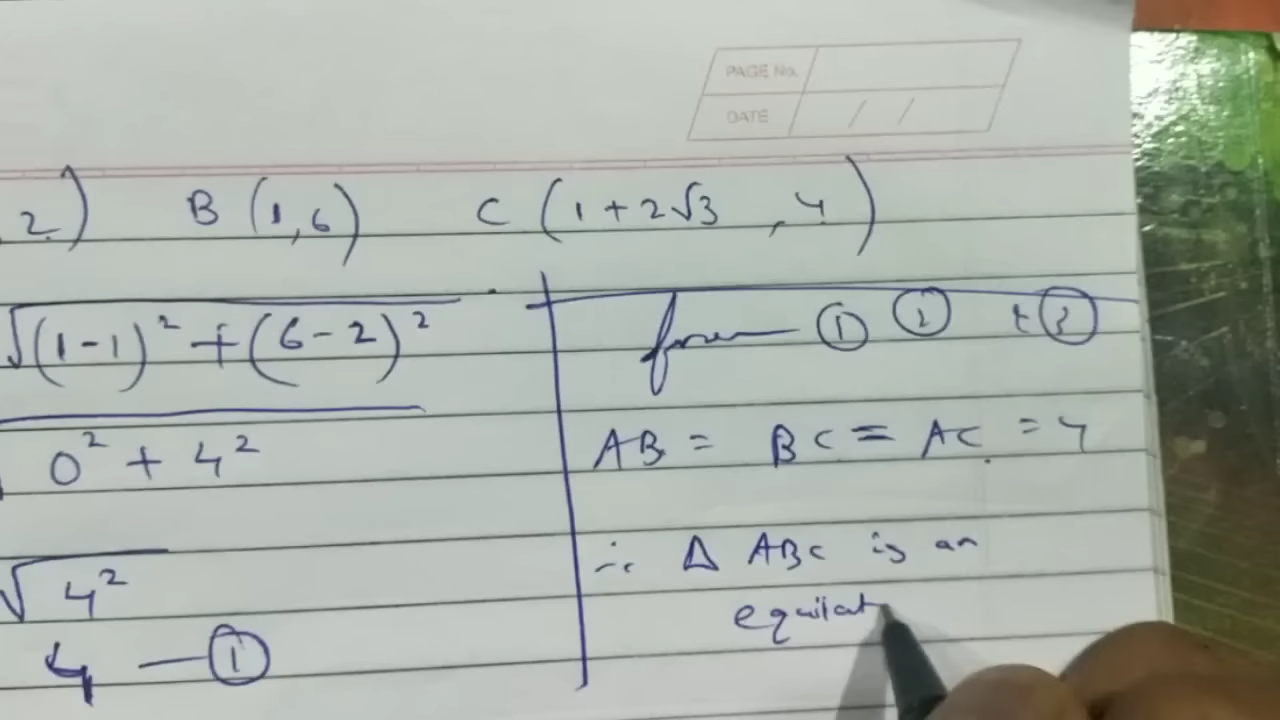 PAGE No.
DATE / /
2) B (1,6) C (1+2√3 ,4)
√(1-1)² + (6-2)²
0² + 4²
√4²
4 — ①
from ① ② + ③
AB = BC = AC = 4
∴ Δ ABC is an
equilat